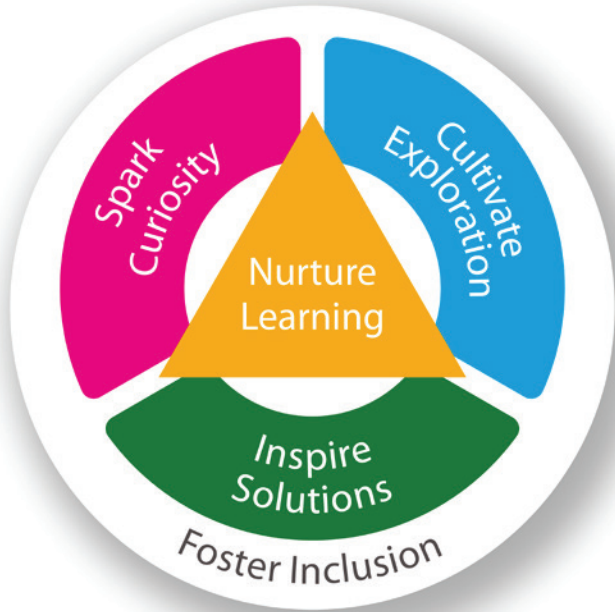 Spark
Curiosity
Cultivate
Exploration
Nurture
Learning
Inspire
Solutions
Foster Inclusion